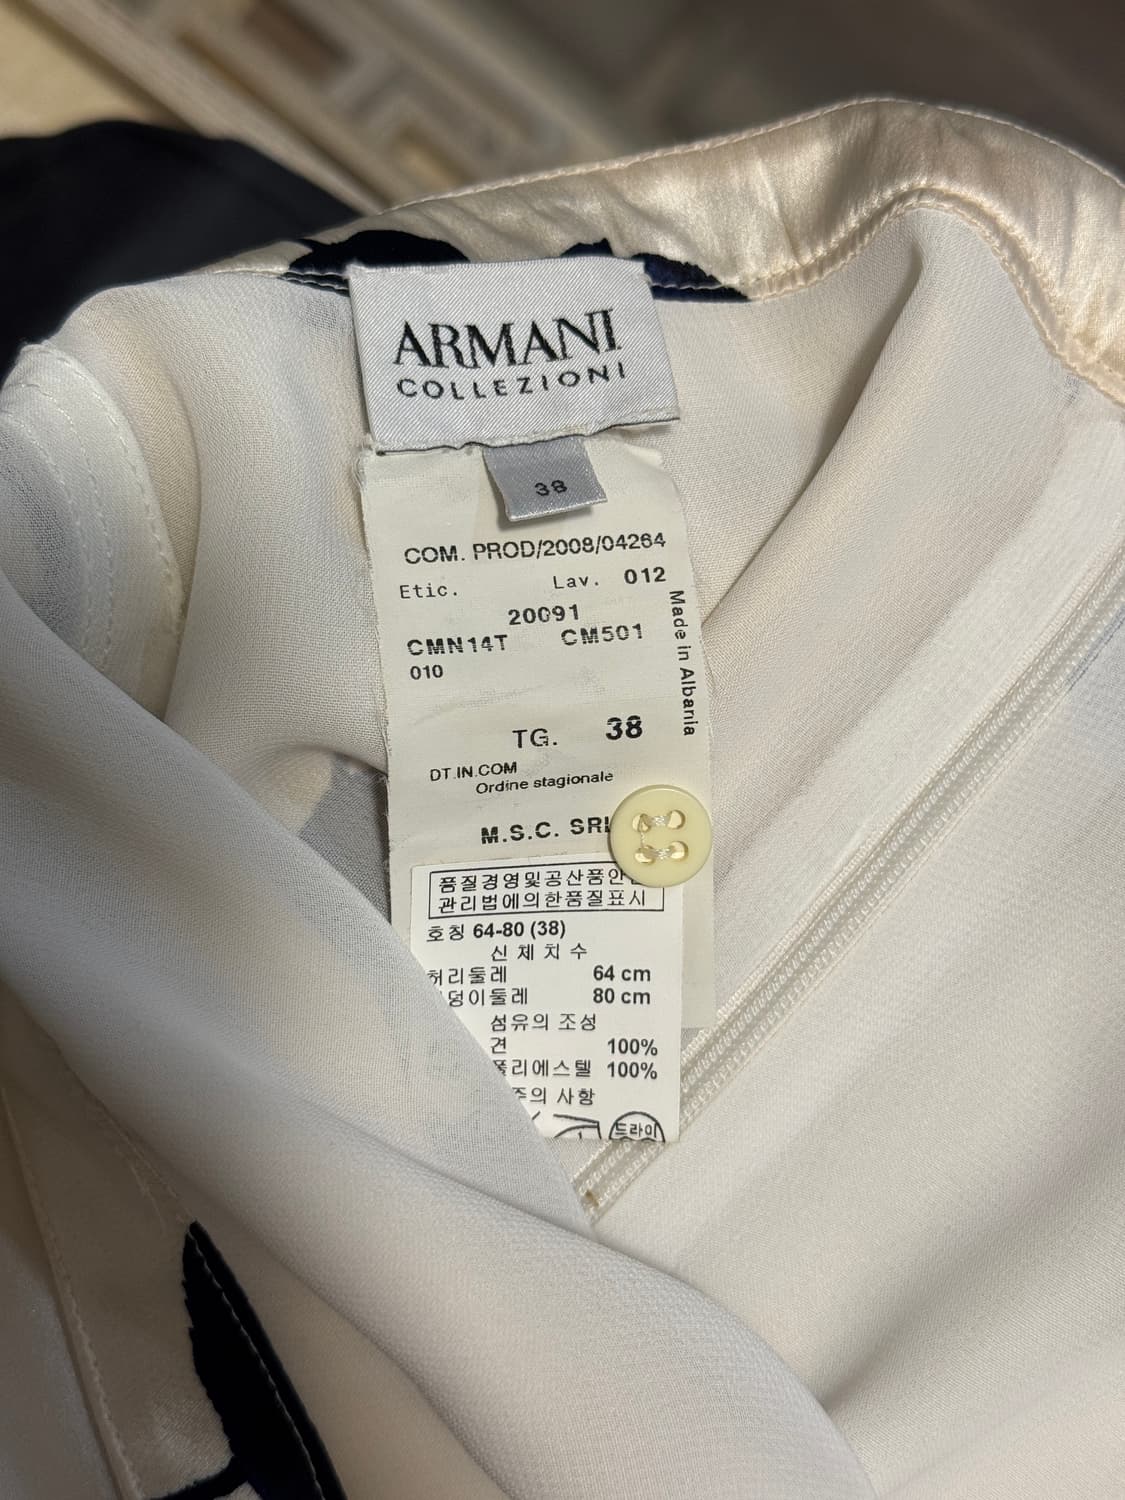 ARMANI
COLLEZIONI
38
COM. PROD/2008/04264
Etic. Lav. 012
20091
CMN14T CM501
010
Made in Albania
TG. 38
DT.IN.COM
Ordine stagionale
M.S.C. SRL
품질경영및공산품안
관리법에의한품질표시
호칭 64-80 (38)
신 체 치 수
허리둘레 64 cm
덩이둘레 80 cm
섬유의 조성
견 100%
폴리에스텔 100%
주의 사항
드라이